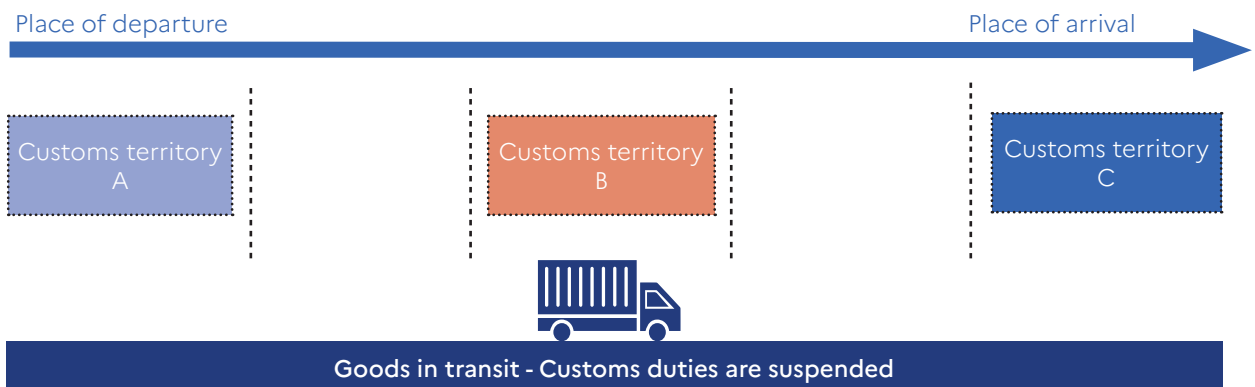 Place of departure
Place of arrival
Customs territory
A
Customs territory
B
Customs territory
C
Goods in transit - Customs duties are suspended